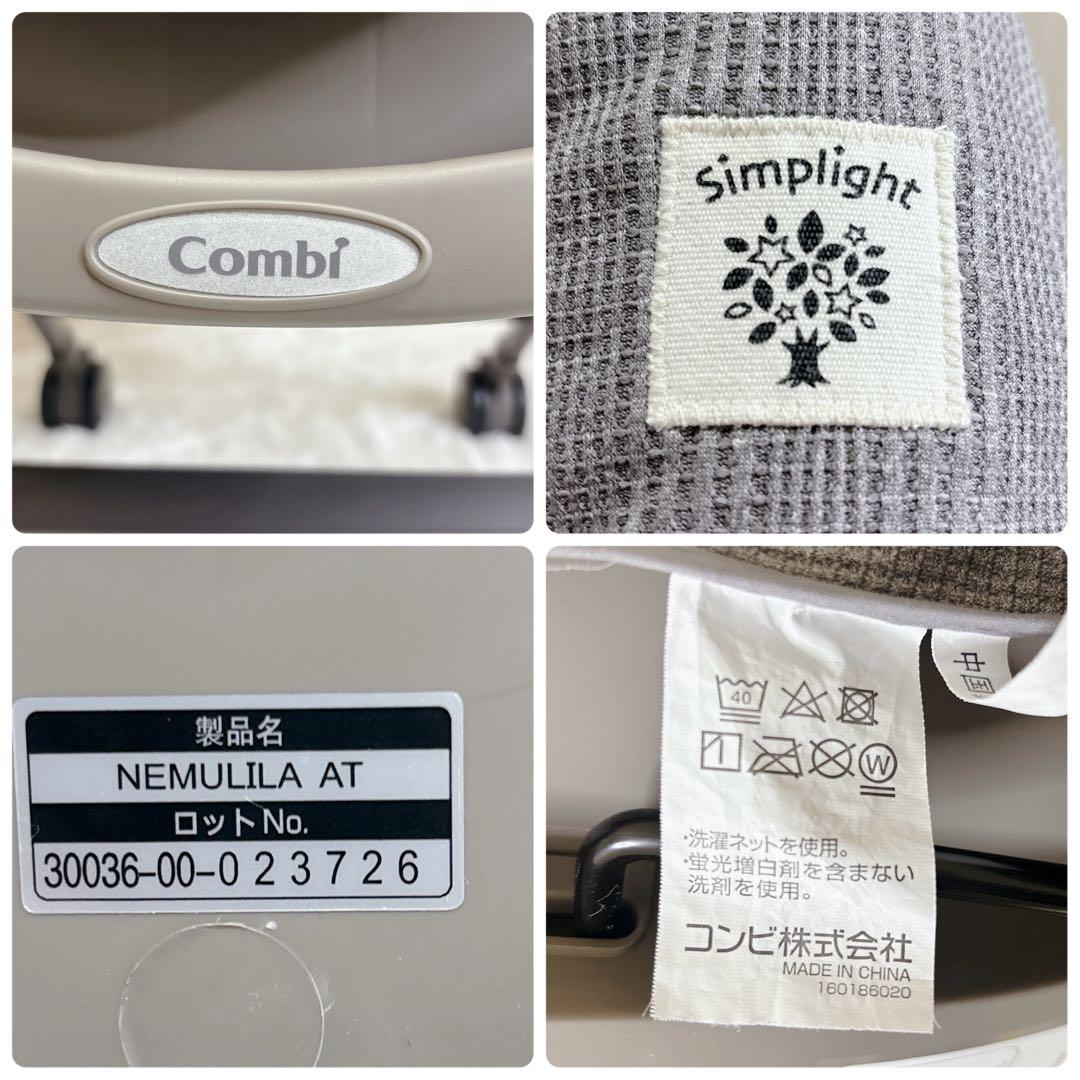 Combi
Simplight
製品名
NEMULILA AT
ロットNo.
30036-00-023726
40
W
・洗濯ネットを使用。
・蛍光増白剤を含まない
洗剤を使用。
コンビ株式会社
MADE IN CHINA
160186020
中国